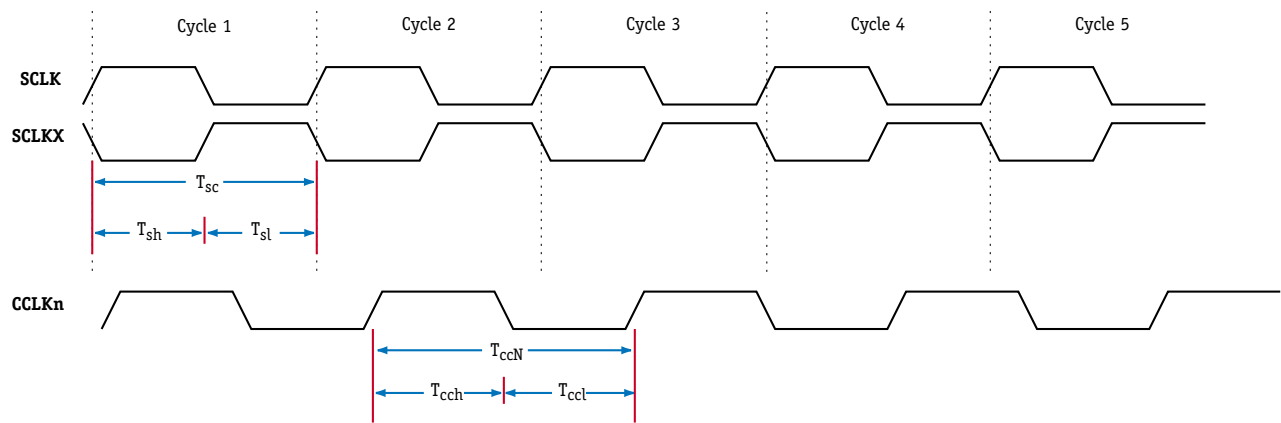 Cycle 1 Cycle 2 Cycle 3 Cycle 4 Cycle 5
SCLK
SCLKX
Tsc
Tsh Tsl
CCLKn
TccN
Tcch Tccl